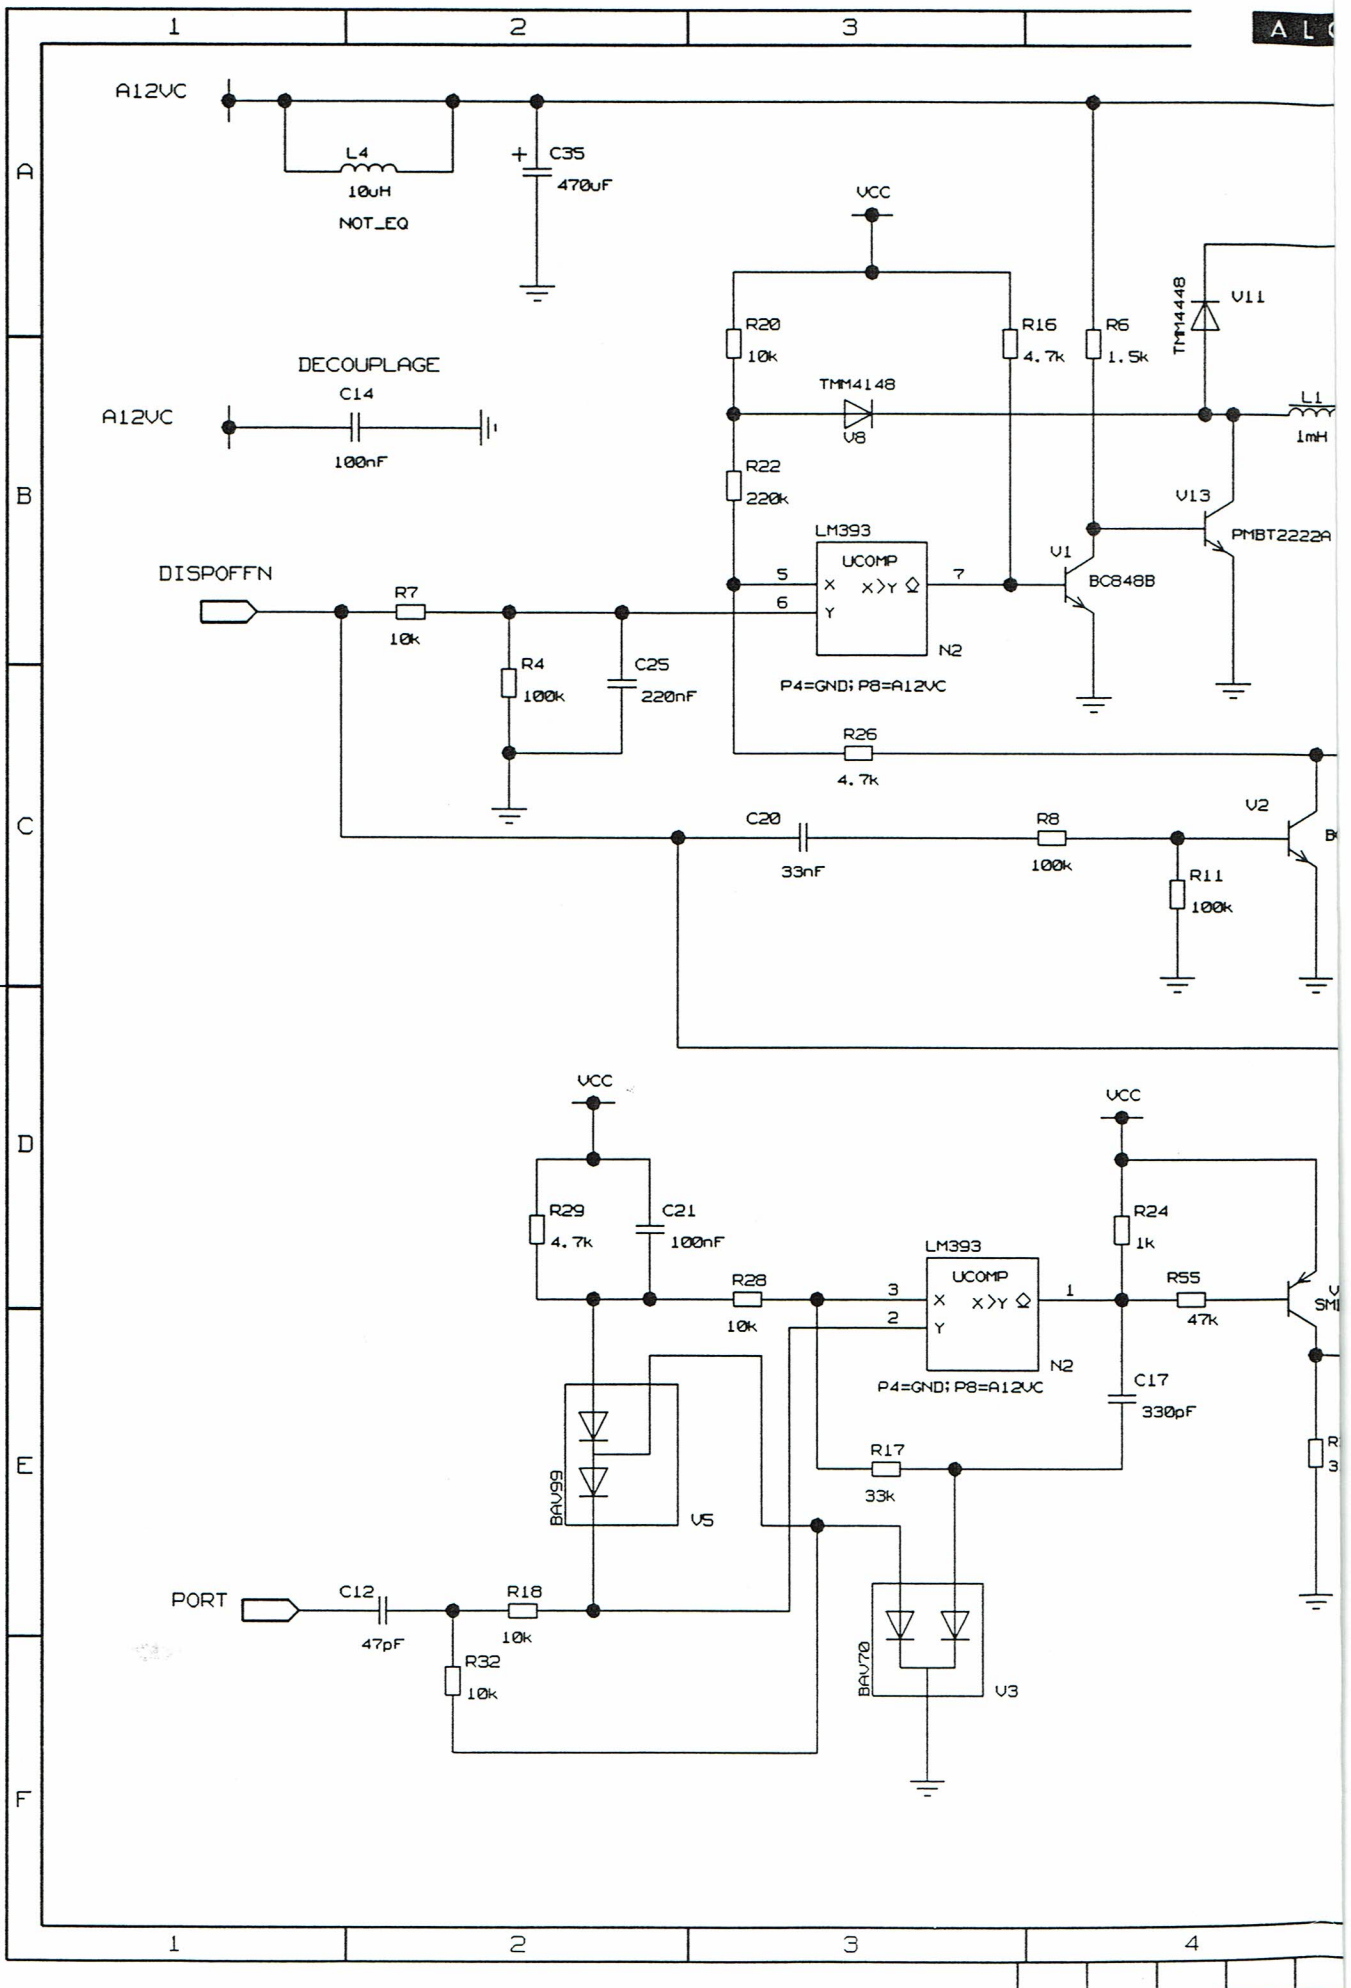 1 2 3
A L
A12VC
L4
10uH
NOT_EQ
+ C35
470uF
A
VCC
R20
10k
R16
4.7k
R6
1.5k
TMM4448
V11
DECOUPLAGE
C14
A12VC
100nF
TMM4148
V8
L1
1mH
R22
220k
B
V13
PMBT2222A
LM393
UCOMP
X X>Y
Y
5
6
7
N2
P4=GND; P8=A12VC
V1
BC848B
DISPOFFN
R7
10k
R4
100k
C25
220nF
R26
4.7k
C
C20
33nF
R8
100k
R11
100k
V2
VCC
VCC
D
R29
4.7k
C21
100nF
R28
10k
LM393
UCOMP
X X>Y
Y
3
2
1
N2
P4=GND; P8=A12VC
R24
1k
R55
47k
C17
330pF
E
R17
33k
BAV99
V5
PORT
C12
47pF
R18
10k
R32
10k
BAV70
V3
F
1 2 3 4